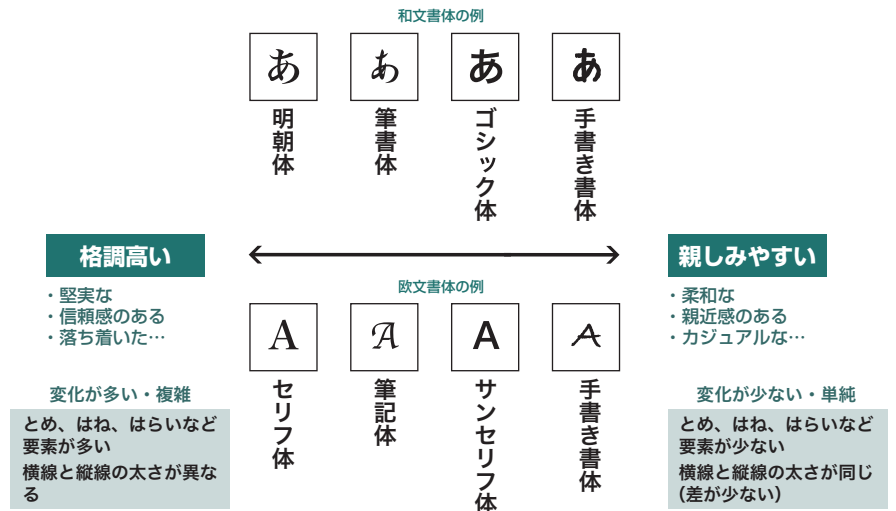 和文書体の例
あ
あ
あ
あ
明朝体
筆書体
ゴシック体
手書き書体
格調高い
・堅実な
・信頼感のある
・落ち着いた…
親しみやすい
・柔和な
・親近感のある
・カジュアルな…
欧文書体の例
A
A
A
A
セリフ体
筆記体
サンセリフ体
手書き書体
変化が多い・複雑
とめ、はね、はらいなど
要素が多い
横線と縦線の太さが異な
る
変化が少ない・単純
とめ、はね、はらいなど
要素が少ない
横線と縦線の太さが同じ
(差が少ない)